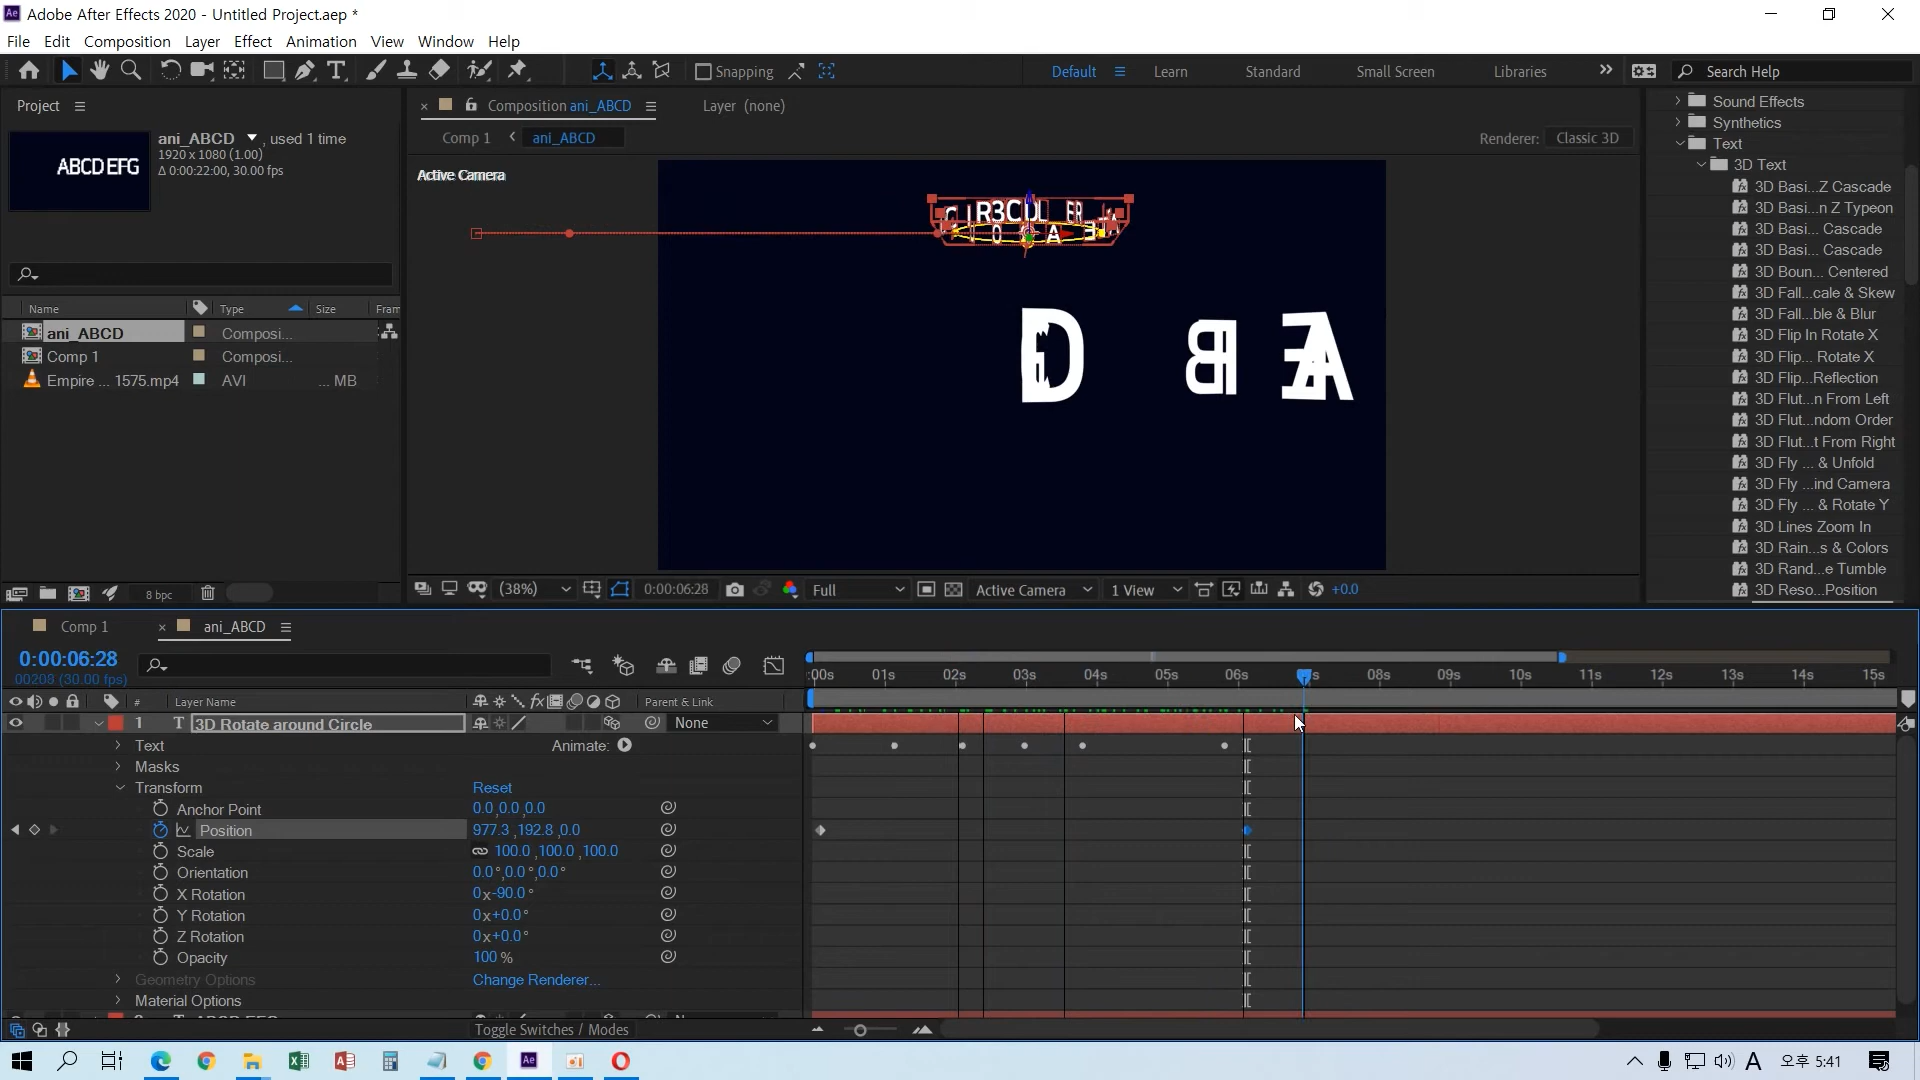 Adobe After Effects 2020 - Untitled Project.aep *
File Edit Composition Layer Effect Animation View Window Help
Snapping
Default Learn Standard Small Screen Libraries
Search Help
Project
ani_ABCD , used 1 time
1920 x 1080 (1.00)
Δ 0:00:22:00, 30.00 fps
ABCD EFG
Name Type Size Fram
ani_ABCD Composi...
Comp 1 Composi...
Empire ... 1575.mp4 AVI ... MB
8 bpc
Composition ani_ABCD
Layer (none)
Comp 1 ani_ABCD
Renderer: Classic 3D
Active Camera
D B A
(38%) 0:00:06:28 Full Active Camera 1 View +0.0
Sound Effects
Synthetics
Text
3D Text
3D Basi...Z Cascade
3D Basi...n Z Typeon
3D Basi... Cascade
3D Basi... Cascade
3D Boun... Centered
3D Fall...cale & Skew
3D Fall...ble & Blur
3D Flip In Rotate X
3D Flip... Rotate X
3D Flip...Reflection
3D Flut...n From Left
3D Flut...ndom Order
3D Flut...t From Right
3D Fly ... & Unfold
3D Fly ...ind Camera
3D Fly ... & Rotate Y
3D Lines Zoom In
3D Rain...s & Colors
3D Rand...e Tumble
3D Reso...Position
Comp 1 ani_ABCD
0:00:06:28
00208 (30.00 fps)
:00s 01s 02s 03s 04s 05s 06s 08s 09s 10s 11s 12s 13s 14s 15s
# Layer Name Parent & Link
1 T 3D Rotate around Circle None
Text Animate:
Masks
Transform Reset
Anchor Point 0.0,0.0,0.0
Position 977.3,192.8,0.0
Scale 100.0,100.0,100.0
Orientation 0.0°,0.0°,0.0°
X Rotation 0x-90.0°
Y Rotation 0x+0.0°
Z Rotation 0x+0.0°
Opacity 100%
Geometry Options Change Renderer...
Material Options
Toggle Switches / Modes
A 오후 5:41